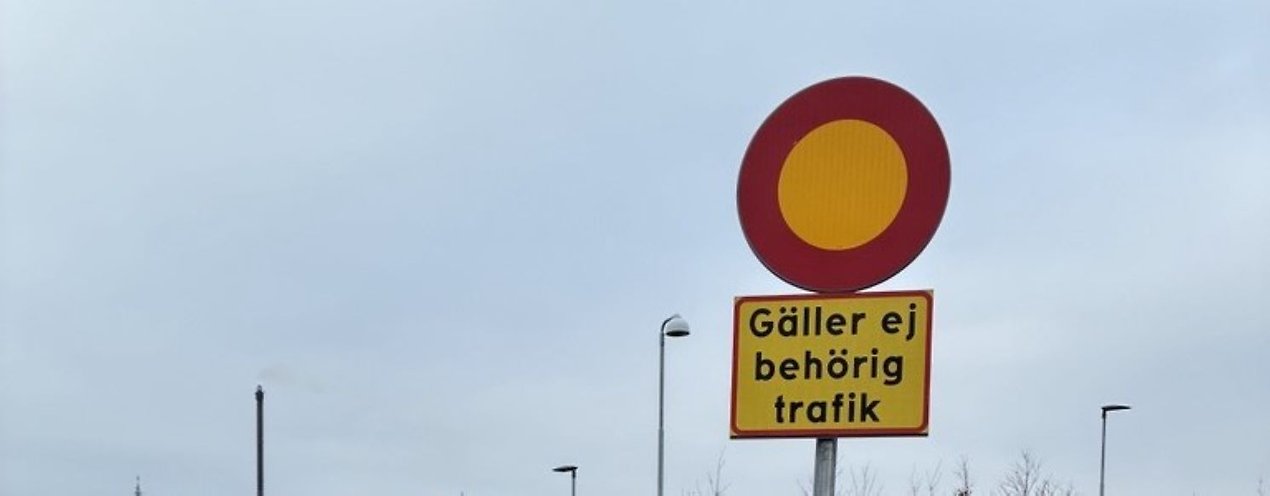 Gäller ej
behörig
trafik